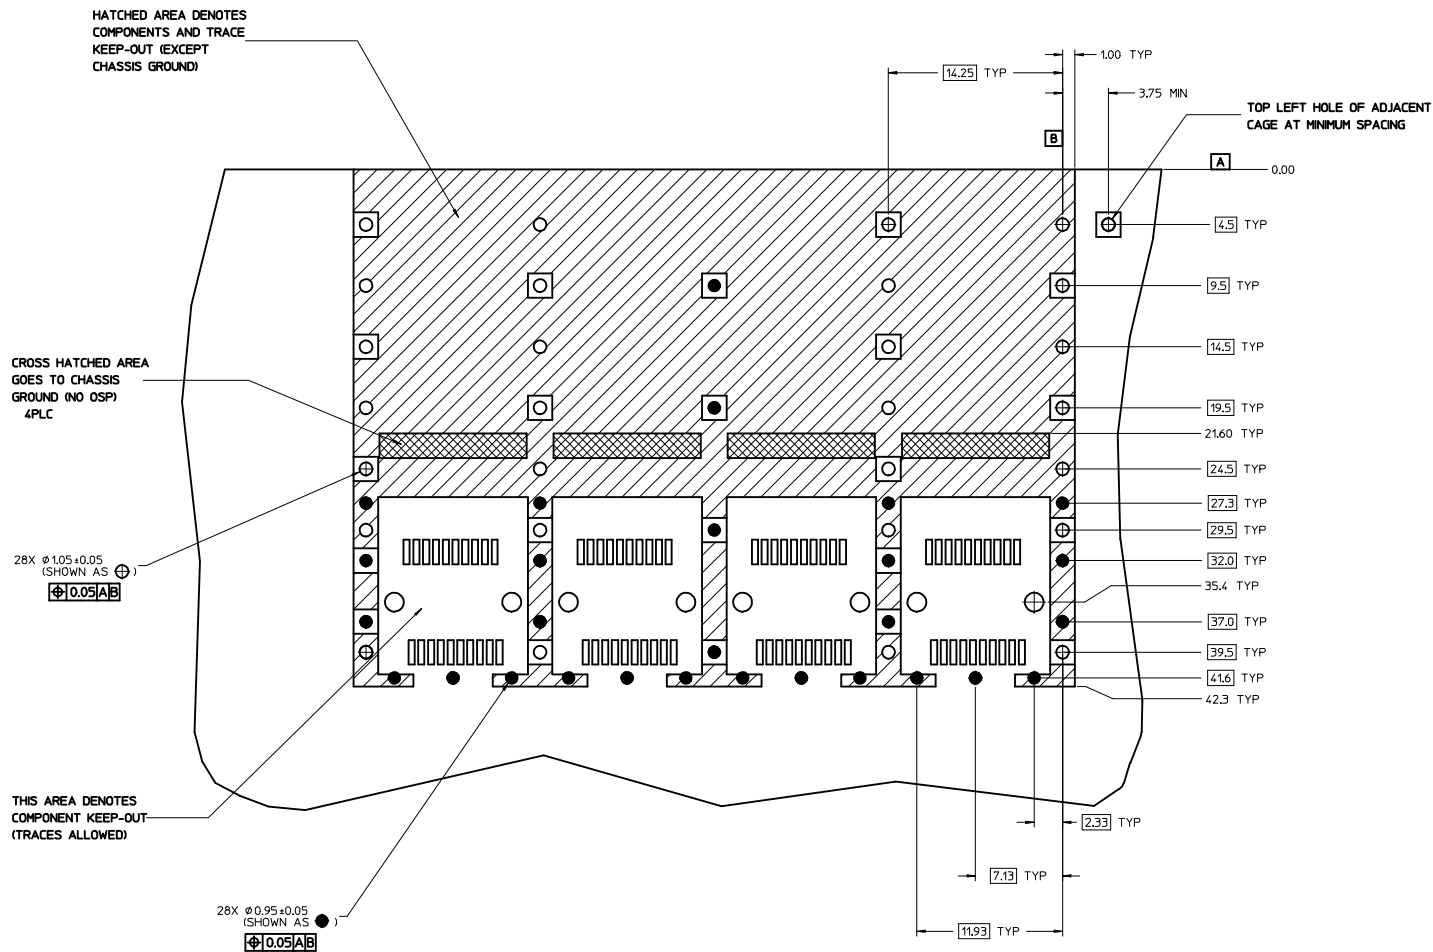 HATCHED AREA DENOTES
COMPONENTS AND TRACE
KEEP-OUT (EXCEPT
CHASSIS GROUND)
1.00 TYP
14.25 TYP
3.75 MIN
TOP LEFT HOLE OF ADJACENT
CAGE AT MINIMUM SPACING
B
A
0.00
4.5 TYP
9.5 TYP
14.5 TYP
CROSS HATCHED AREA
GOES TO CHASSIS
GROUND (NO OSP)
4PLC
19.5 TYP
21.60 TYP
24.5 TYP
27.3 TYP
29.5 TYP
32.0 TYP
35.4 TYP
37.0 TYP
39.5 TYP
41.6 TYP
42.3 TYP
28X Ø1.05±0.05
(SHOWN AS ⌖)
⌖ 0.05 A B
THIS AREA DENOTES
COMPONENT KEEP-OUT
(TRACES ALLOWED)
2.33 TYP
7.13 TYP
11.93 TYP
28X Ø0.95±0.05
(SHOWN AS ●)
⌖ 0.05 A B